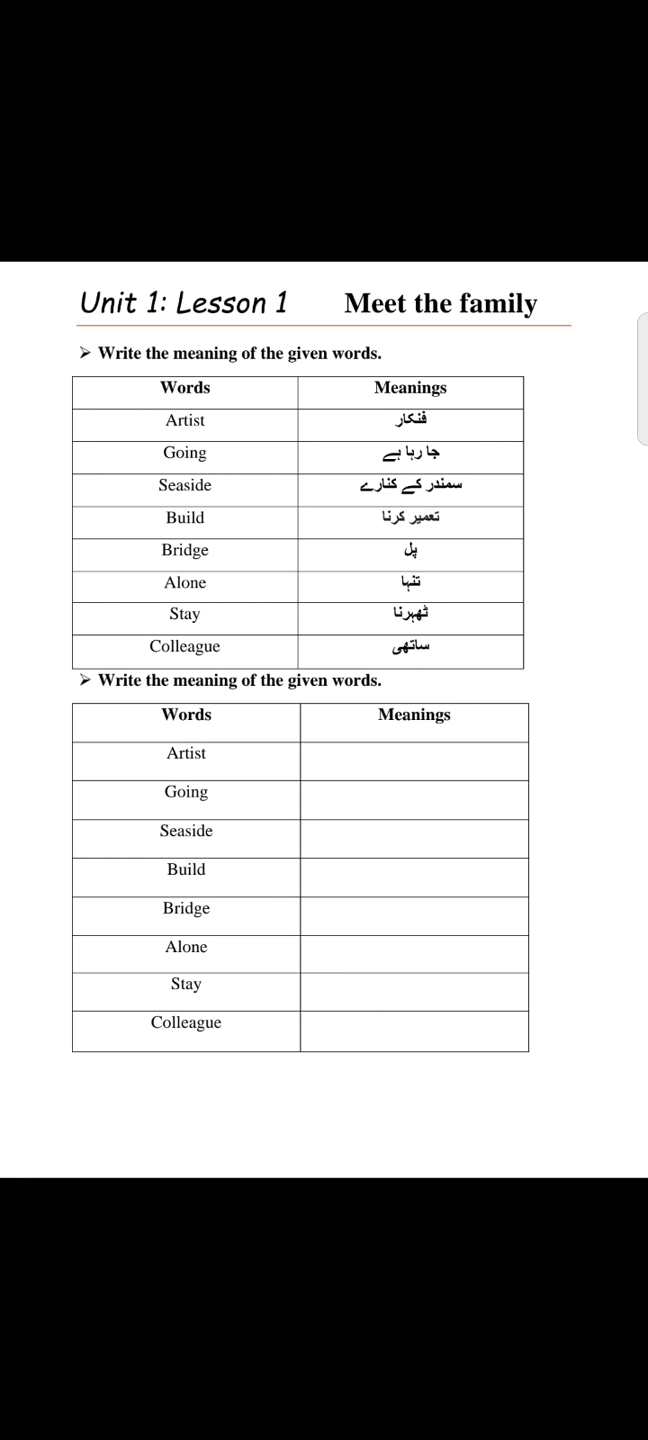 Unit 1: Lesson 1 Meet the family
➢ Write the meaning of the given words.
Words Meanings
Artist فنکار
Going جا رہا ہے
Seaside سمندر کے کنارے
Build تعمیر کرنا
Bridge پل
Alone تنہا
Stay ٹھہرنا
Colleague ساتھی
➢ Write the meaning of the given words.
Words Meanings
Artist
Going
Seaside
Build
Bridge
Alone
Stay
Colleague